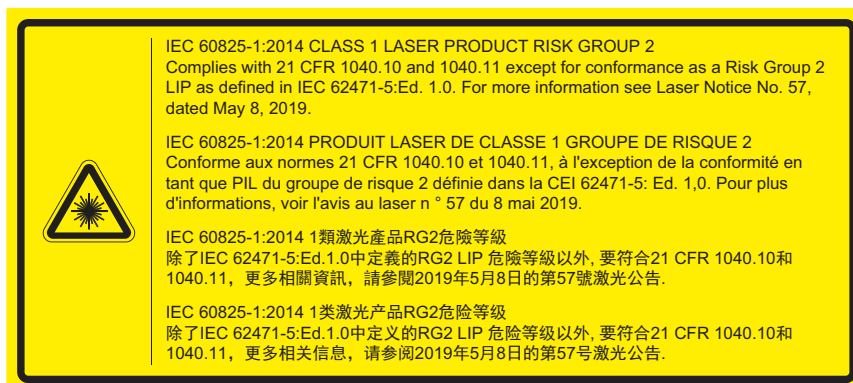 IEC 60825-1:2014 CLASS 1 LASER PRODUCT RISK GROUP 2
Complies with 21 CFR 1040.10 and 1040.11 except for conformance as a Risk Group 2
LIP as defined in IEC 62471-5:Ed. 1.0. For more information see Laser Notice No. 57,
dated May 8, 2019.
IEC 60825-1:2014 PRODUIT LASER DE CLASSE 1 GROUPE DE RISQUE 2
Conforme aux normes 21 CFR 1040.10 et 1040.11, à l'exception de la conformité en
tant que PIL du groupe de risque 2 définie dans la CEI 62471-5: Ed. 1,0. Pour plus
d'informations, voir l'avis au laser n ° 57 du 8 mai 2019.
IEC 60825-1:2014 1類激光產品RG2危險等級
除了IEC 62471-5:Ed.1.0中定義的RG2 LIP 危險等級以外, 要符合21 CFR 1040.10和
1040.11，更多相關資訊，請參閱2019年5月8日的第57號激光公告.
IEC 60825-1:2014 1类激光产品RG2危险等级
除了IEC 62471-5:Ed.1.0中定义的RG2 LIP 危险等级以外, 要符合21 CFR 1040.10和
1040.11，更多相关信息，请参阅2019年5月8日的第57号激光公告.